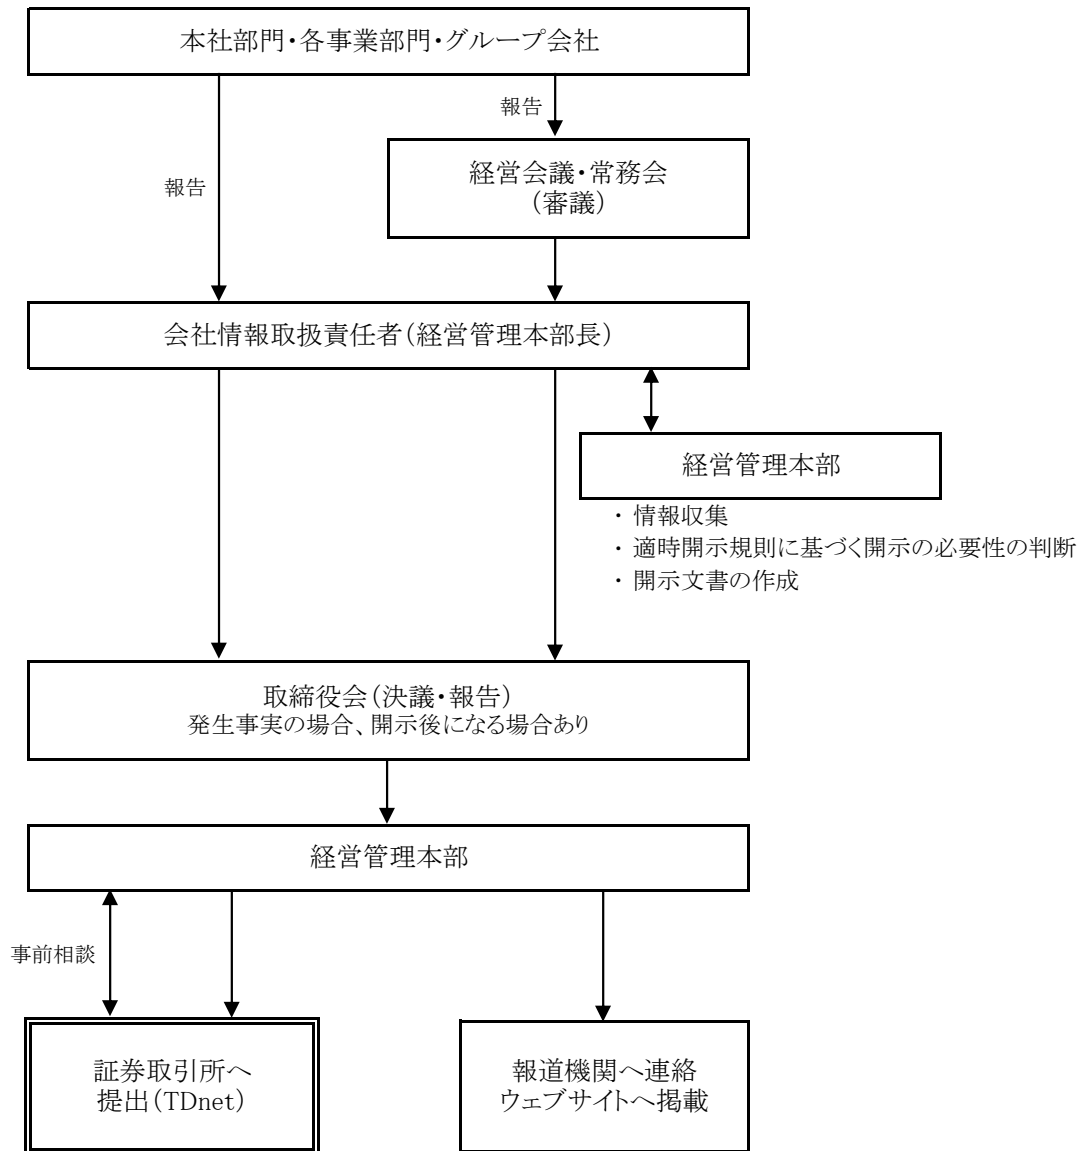 本社部門・各事業部門・グループ会社
報告
報告
経営会議・常務会
（審議）
会社情報取扱責任者（経営管理本部長）
経営管理本部
・ 情報収集
・ 適時開示規則に基づく開示の必要性の判断
・ 開示文書の作成
取締役会（決議・報告）
発生事実の場合、開示後になる場合あり
経営管理本部
事前相談
証券取引所へ
提出（TDnet）
報道機関へ連絡
ウェブサイトへ掲載